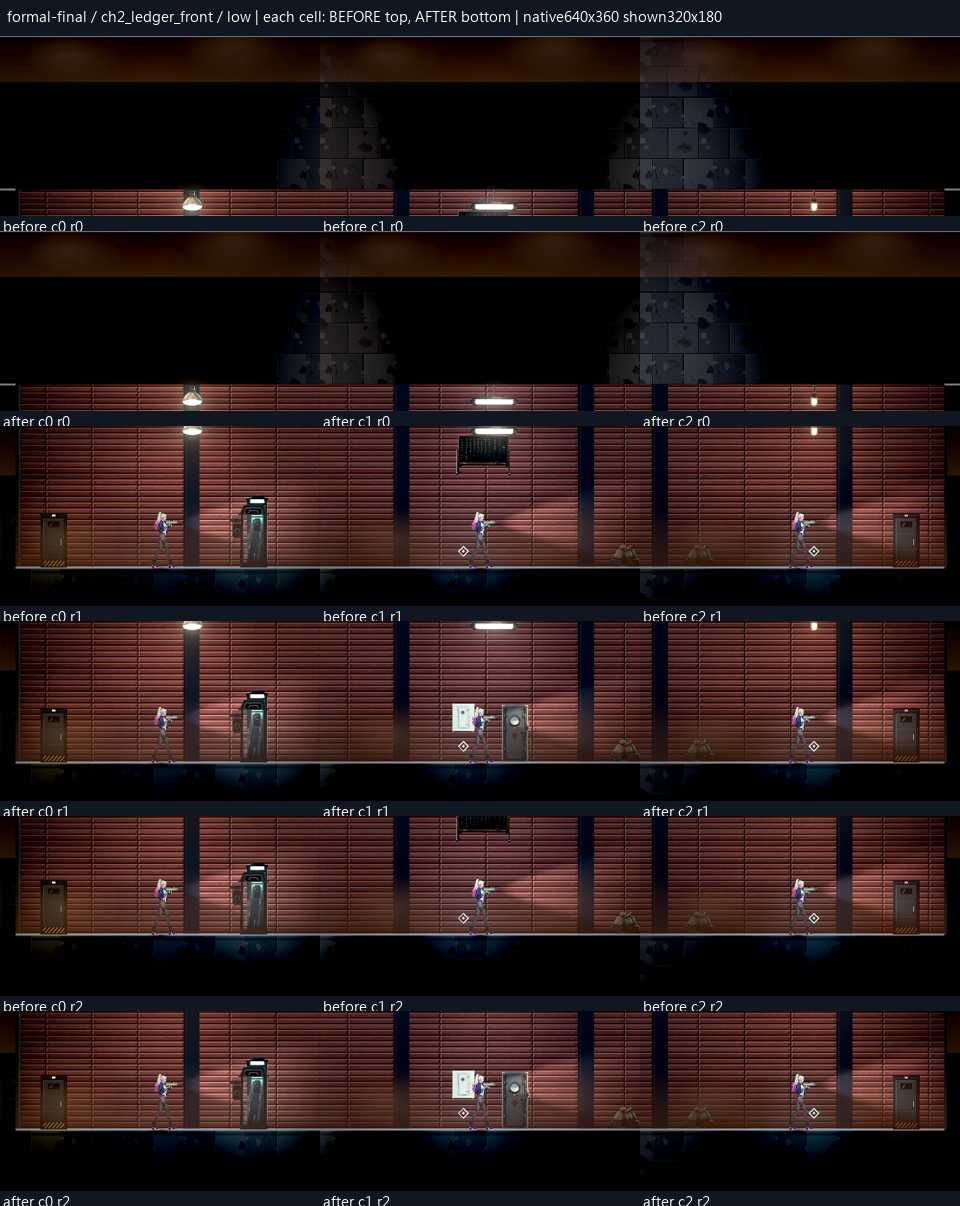 formal-final / ch2_ledger_front / low | each cell: BEFORE top, AFTER bottom | native640x360 shown320x180
before c0 r0 before c1 r0 before c2 r0
after c0 r0 after c1 r0 after c2 r0
before c0 r1 before c1 r1 before c2 r1
after c0 r1 after c1 r1 after c2 r1
before c0 r2 before c1 r2 before c2 r2
after c0 r2 after c1 r2 after c2 r2